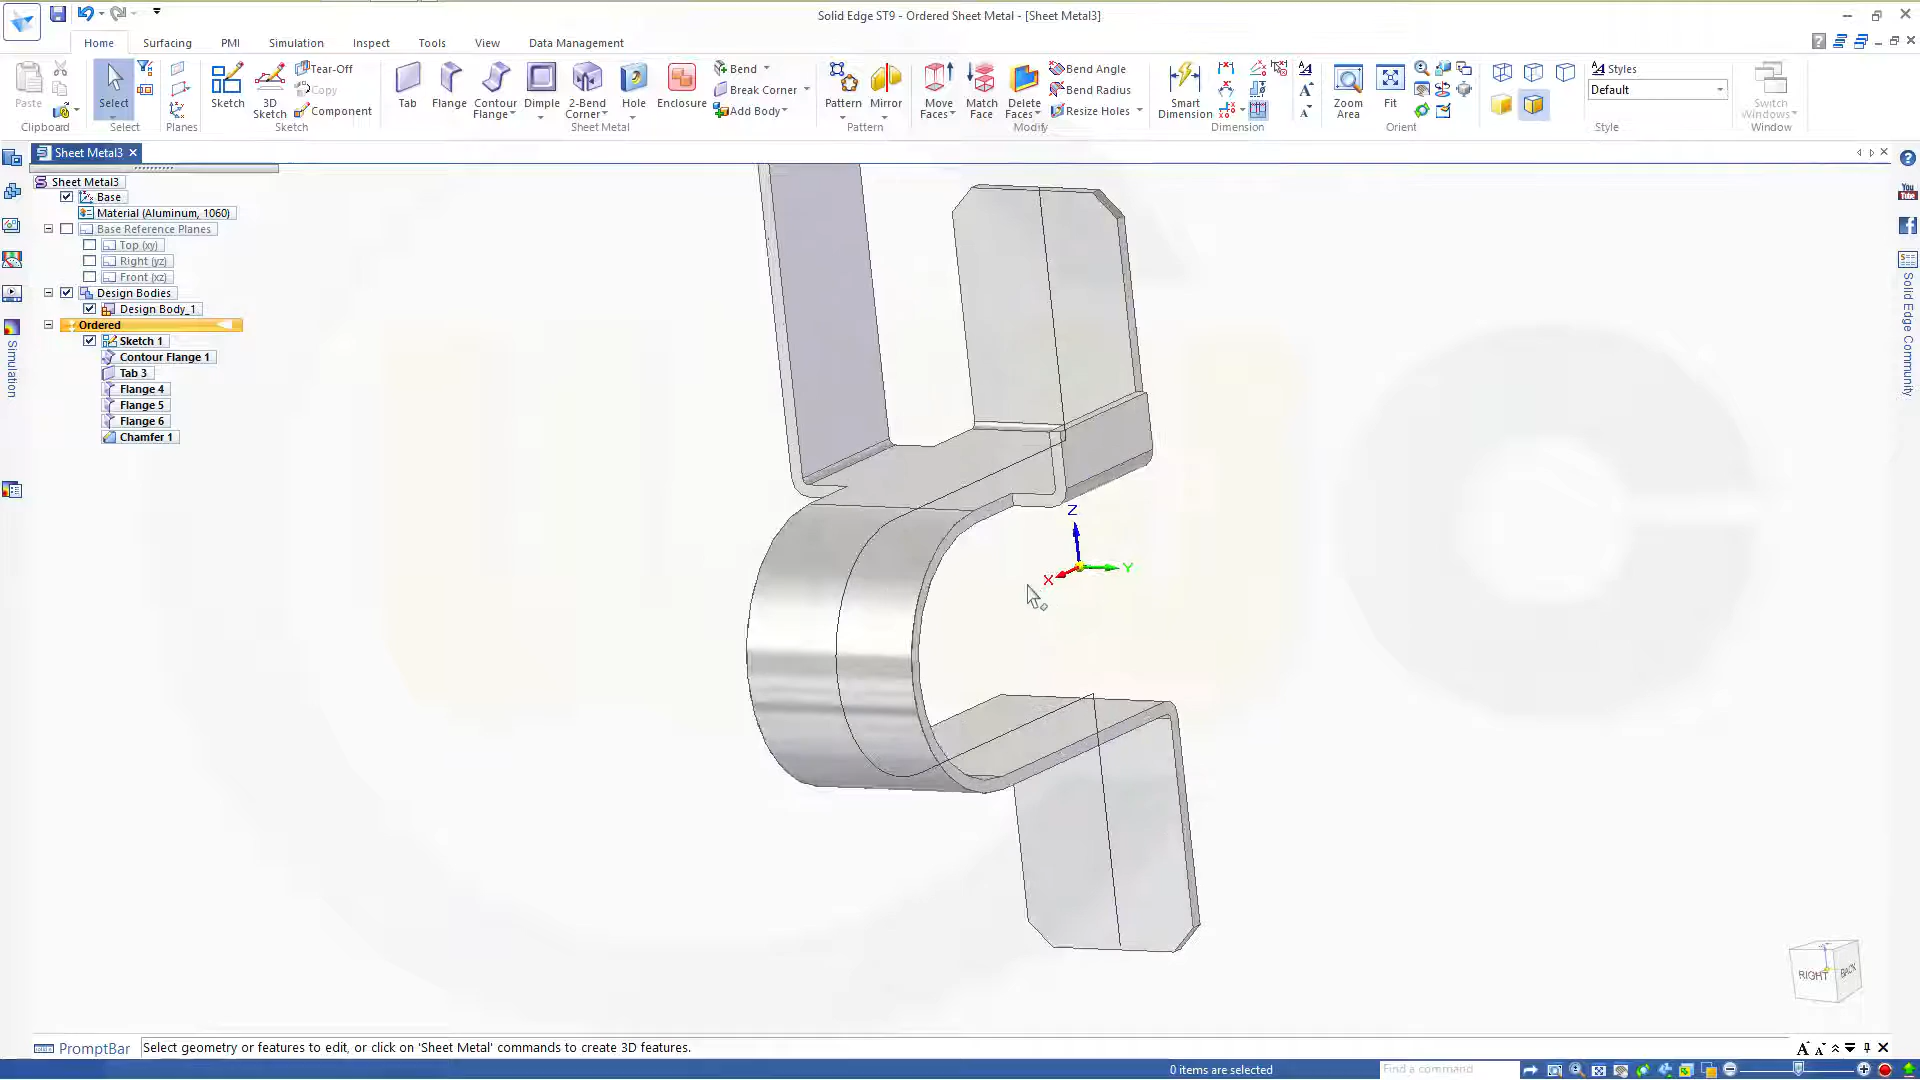 Solid Edge ST9 - Ordered Sheet Metal - [Sheet Metal3]
Home Surfacing PMI Simulation Inspect Tools View Data Management
Paste Select Sketch 3D Sketch Tear-Off Copy Component Tab Flange Contour Flange Dimple 2-Bend Corner Hole Enclosure Bend Break Corner Add Body Pattern Mirror Move Faces Match Face Delete Faces Bend Angle Bend Radius Resize Holes Smart Dimension Zoom Area Fit Styles Default Switch Windows
Clipboard Select Planes Sketch Sheet Metal Pattern Modify Dimension Orient Style Window
Sheet Metal3
Sheet Metal3
Base
Material (Aluminum, 1060)
Base Reference Planes
Top (xy)
Right (yz)
Front (xz)
Design Bodies
Design Body_1
Ordered
Sketch 1
Contour Flange 1
Tab 3
Flange 4
Flange 5
Flange 6
Chamfer 1
Simulation
You Tube
Solid Edge Community
Z
X
Y
RIGHT BACK
PromptBar Select geometry or features to edit, or click on 'Sheet Metal' commands to create 3D features.
0 items are selected
Find a command